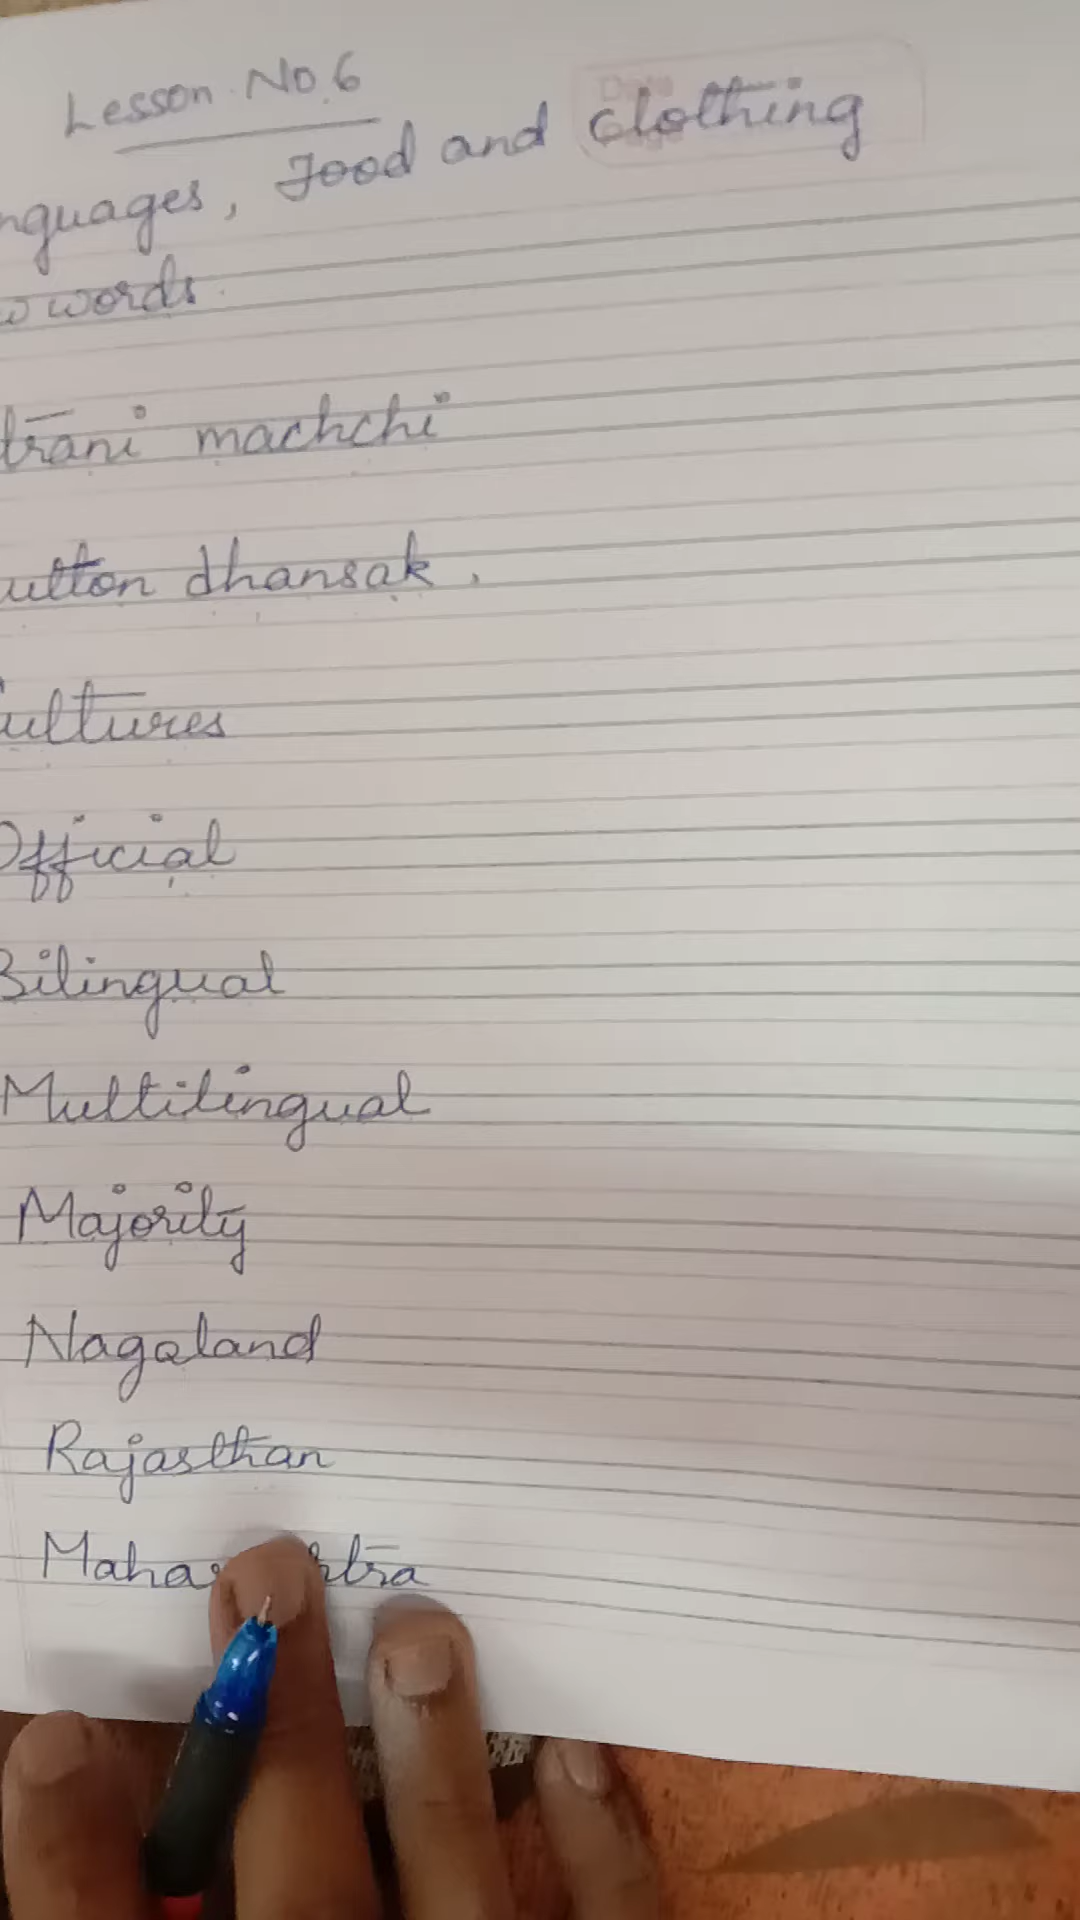 Lesson No.6
nguages, Food and clothing
w words
trani machchi
utton dhansak.
ultures
Official
Bilingual
Multilingual
Majority
Nagaland
Rajasthan